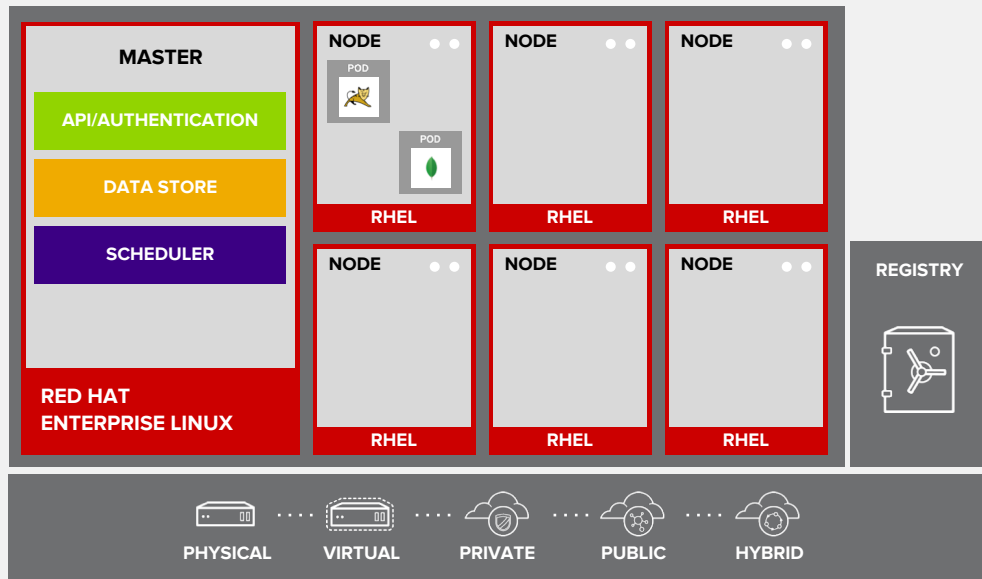 MASTER
API/AUTHENTICATION
DATA STORE
SCHEDULER
RED HAT
ENTERPRISE LINUX
NODE
POD
POD
RHEL
NODE
RHEL
NODE
RHEL
NODE
RHEL
NODE
RHEL
NODE
RHEL
REGISTRY
PHYSICAL
VIRTUAL
PRIVATE
PUBLIC
HYBRID